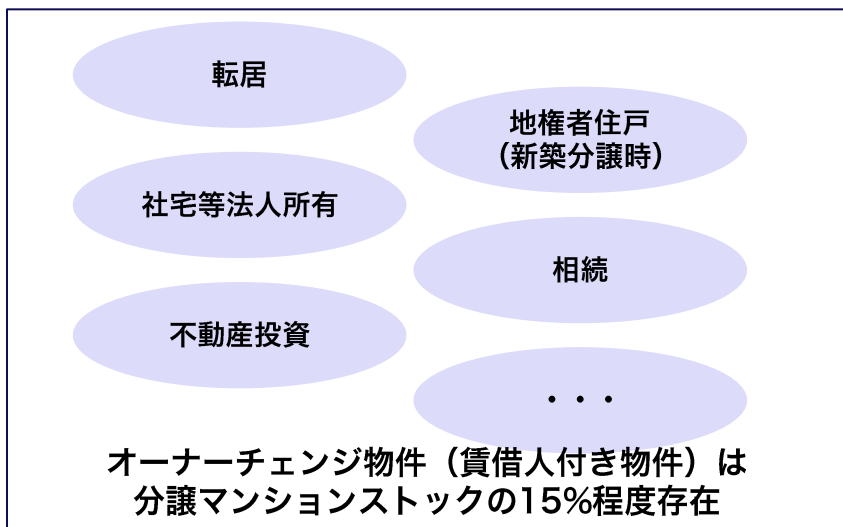 転居
地権者住戸
（新築分譲時）
社宅等法人所有
相続
不動産投資
・・・
オーナーチェンジ物件（賃借人付き物件）は
分譲マンションストックの15%程度存在